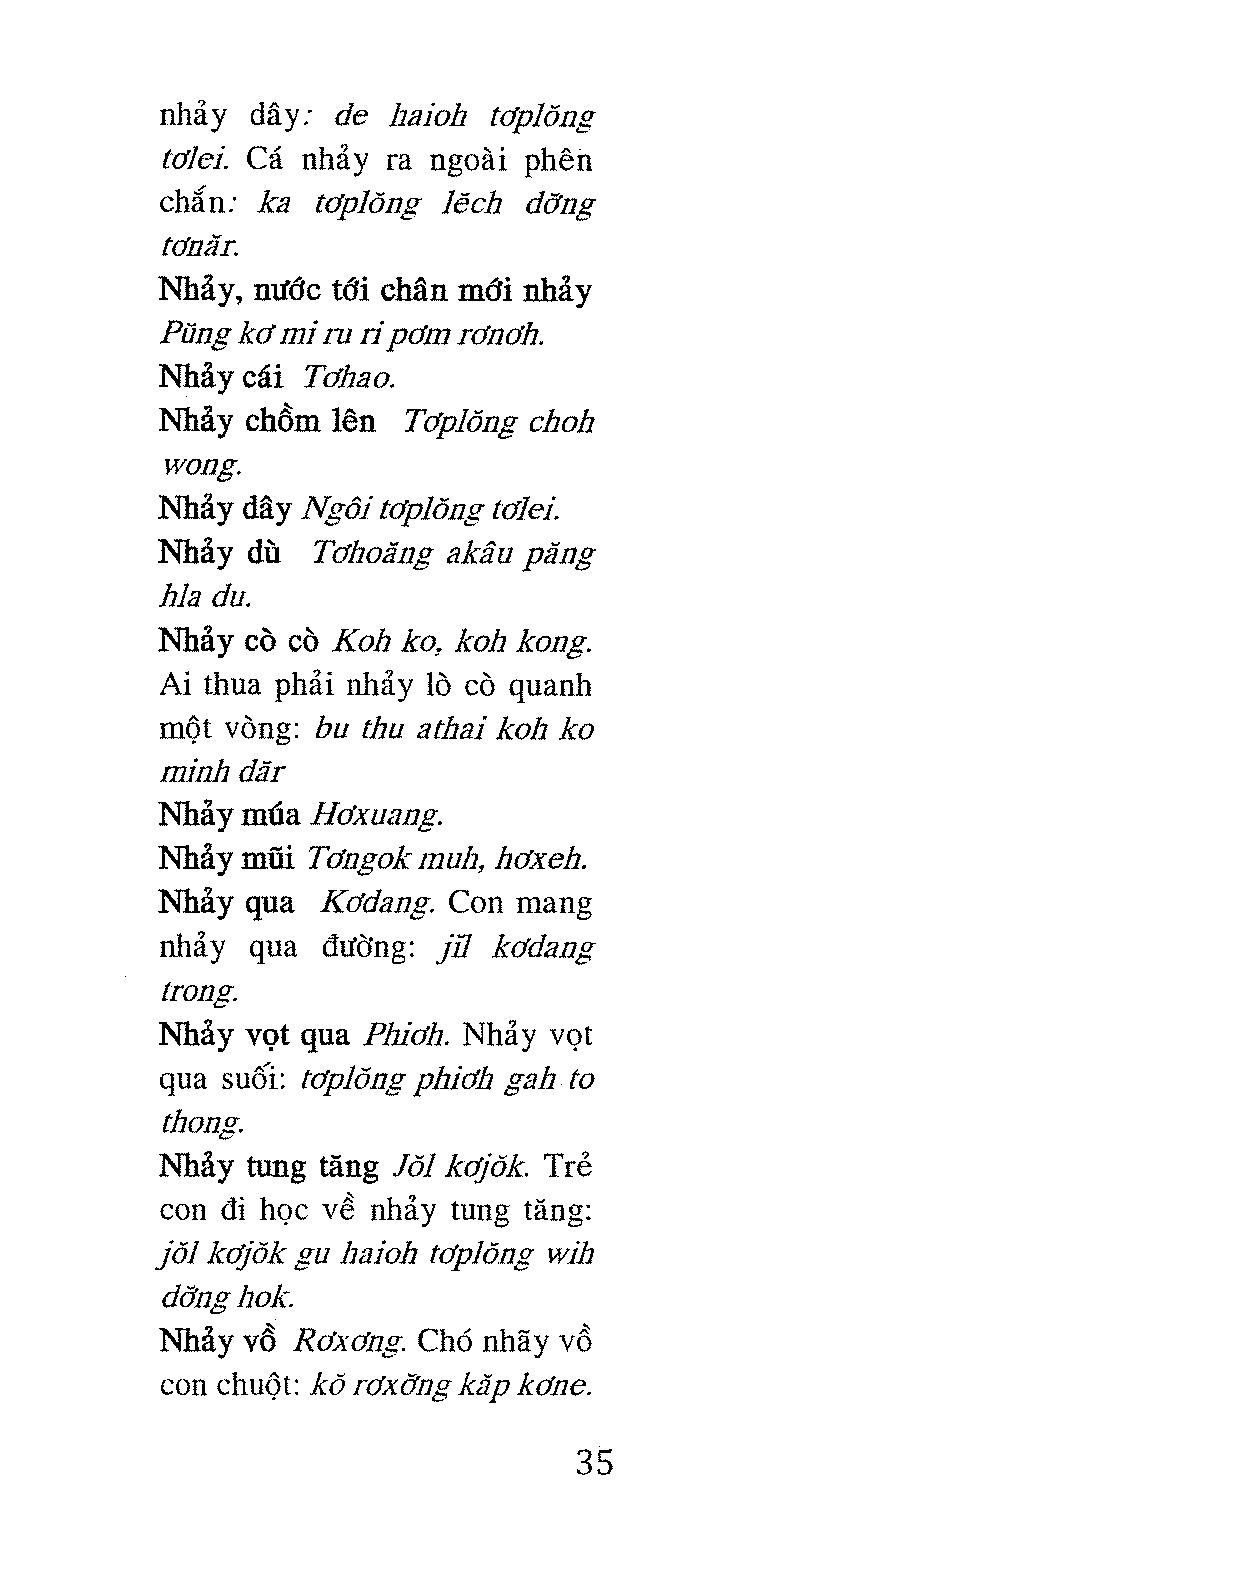 nhảy dây: de haioh tơplŏng
tơlei. Cá nhảy ra ngoài phên
chắn: ka tơplŏng lĕch dơ̆ng
tơnăr.
Nhảy, nước tới chân mới nhảy
Pŭng kơ mi ru ri pơm rơnơh.
Nhảy cái Tơhao.
Nhảy chồm lên Tơplŏng choh
wong.
Nhảy dây Ngôi tơplŏng tơlei.
Nhảy dù Tơhoăng akâu păng
hla du.
Nhảy cò cò Koh ko, koh kong.
Ai thua phải nhảy lò cò quanh
một vòng: bu thu athai koh ko
minh dăr
Nhảy múa Hơxuang.
Nhảy mũi Tơngok muh, hơxeh.
Nhảy qua Kơdang. Con mang
nhảy qua đường: jĭl kơdang
trong.
Nhảy vọt qua Phiơh. Nhảy vọt
qua suối: tơplŏng phiơh gah to
thong.
Nhảy tung tăng Jŏl kơjŏk. Trẻ
con đi học về nhảy tung tăng:
jŏl kơjŏk gu haioh tơplŏng wih
dơ̆ng hok.
Nhảy vồ Rơxơng. Chó nhãy vồ
con chuột: kŏ rơxơ̆ng kăp kơne.
35